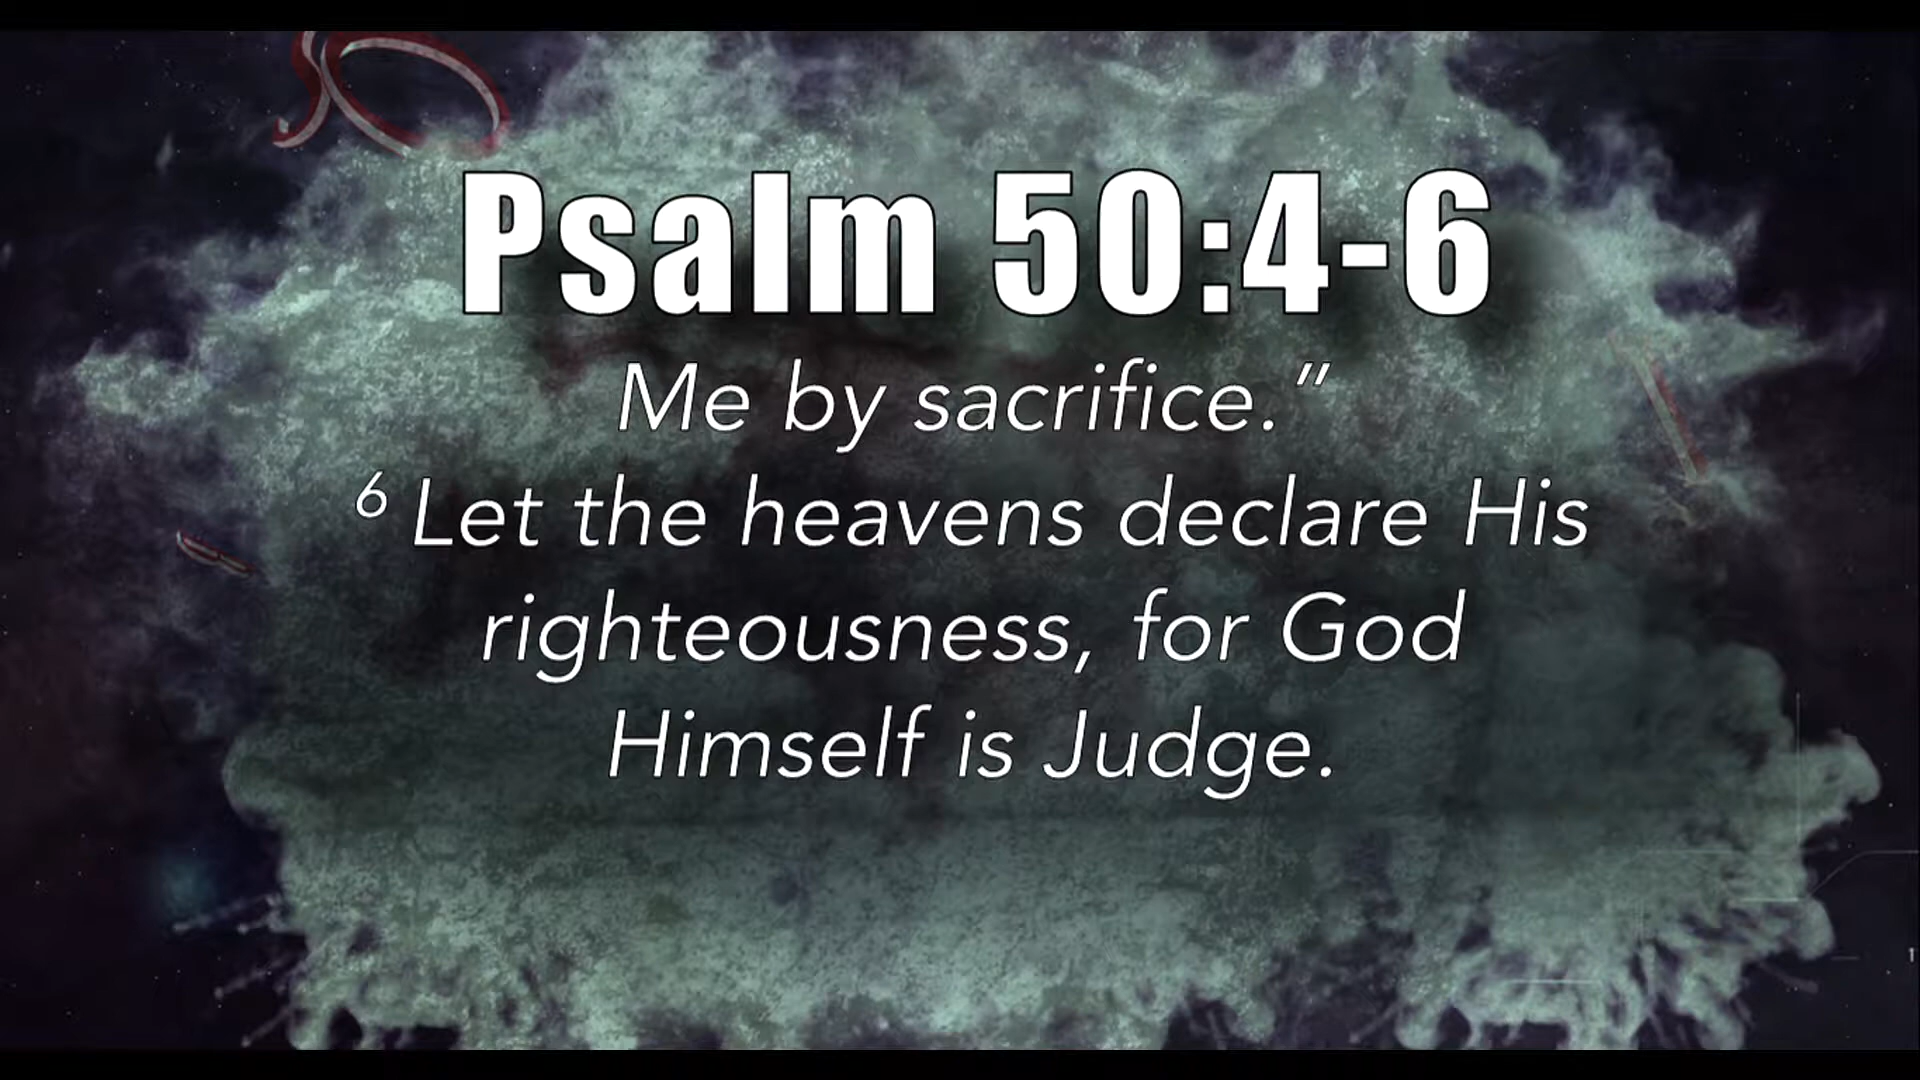 Psalm 50:4-6
Me by sacrifice.”
6 Let the heavens declare His
righteousness, for God
Himself is Judge.
1